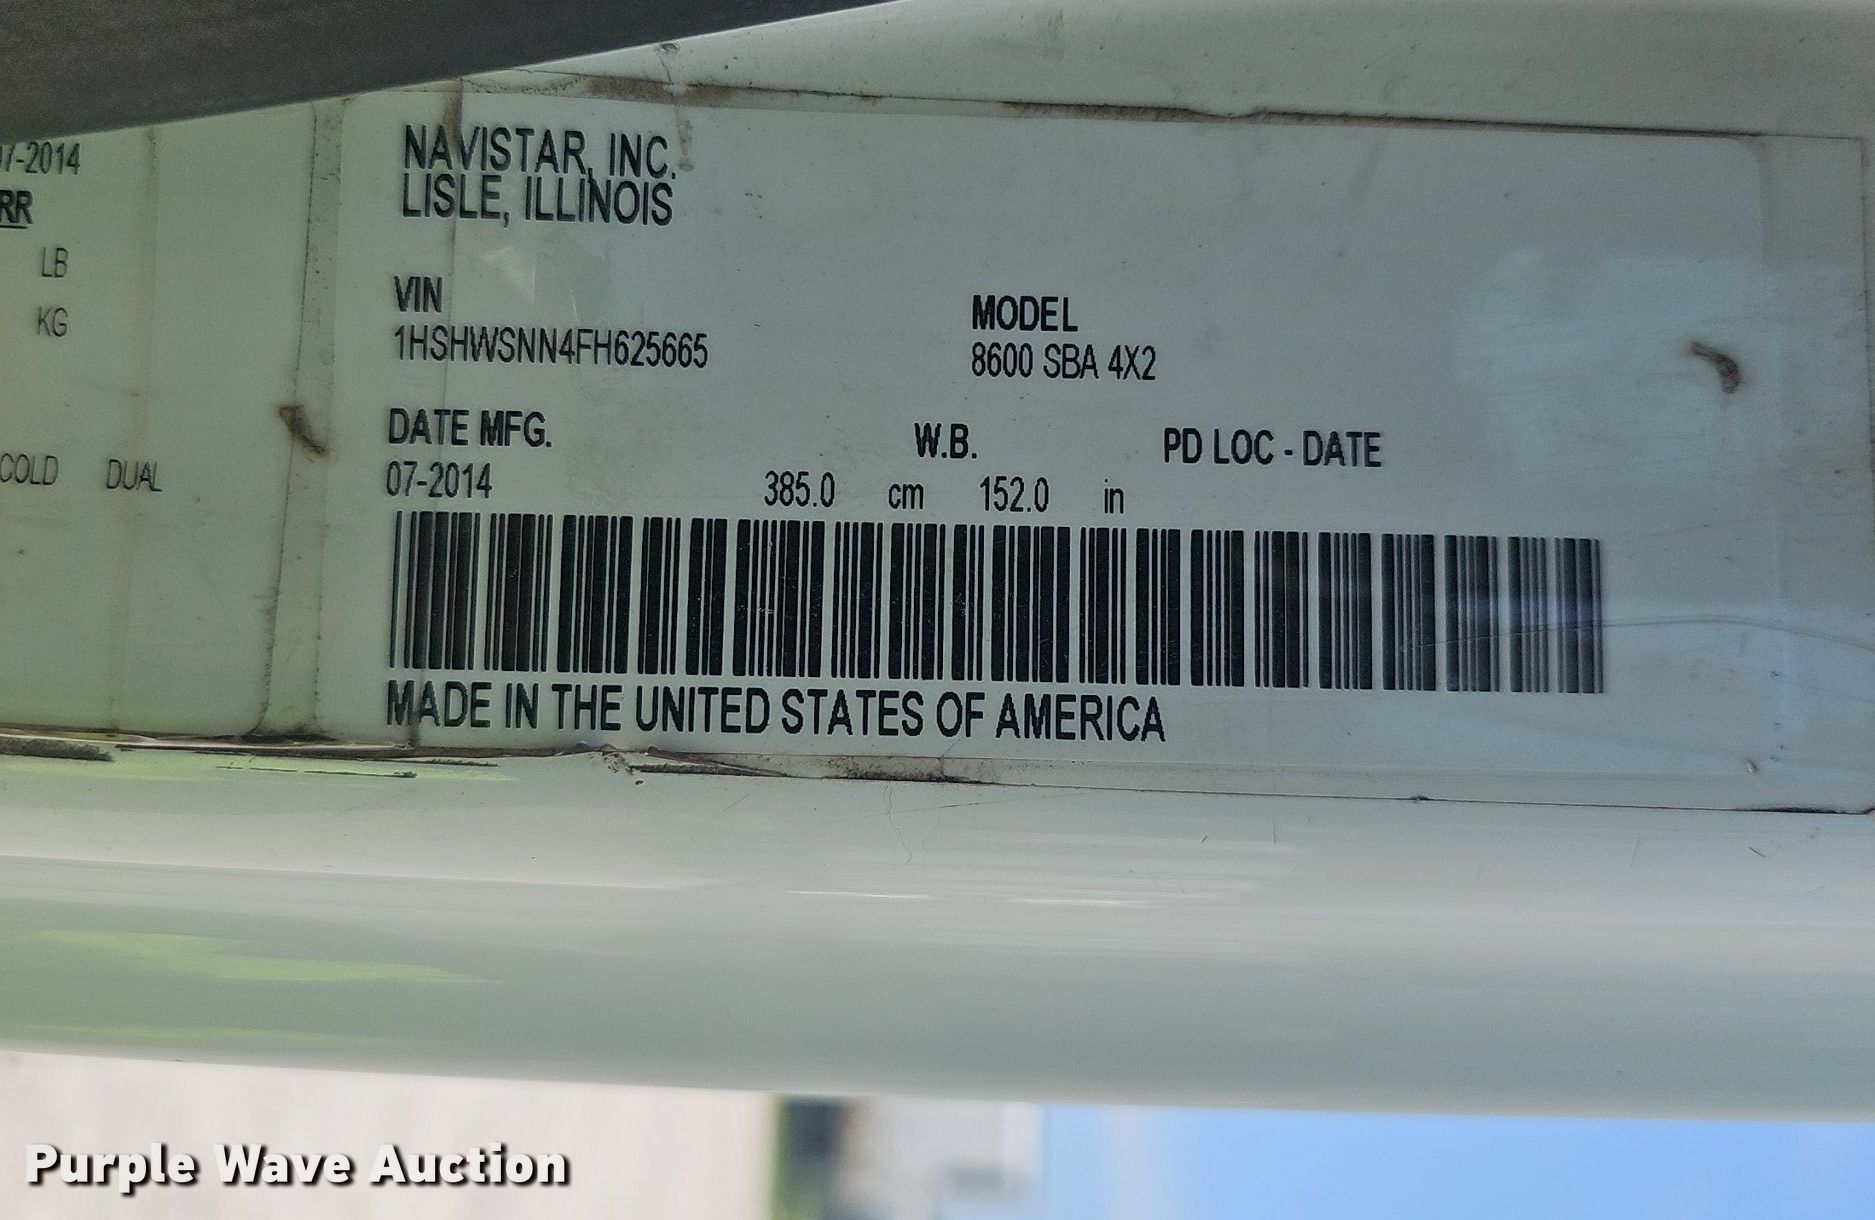 07-2014
RR
LB
KG
COLD DUAL
NAVISTAR, INC.
LISLE, ILLINOIS
VIN
1HSHWSNN4FH625665
MODEL
8600 SBA 4X2
DATE MFG.
07-2014
W.B.
385.0 cm 152.0 in
PD LOC - DATE
MADE IN THE UNITED STATES OF AMERICA
Purple Wave Auction